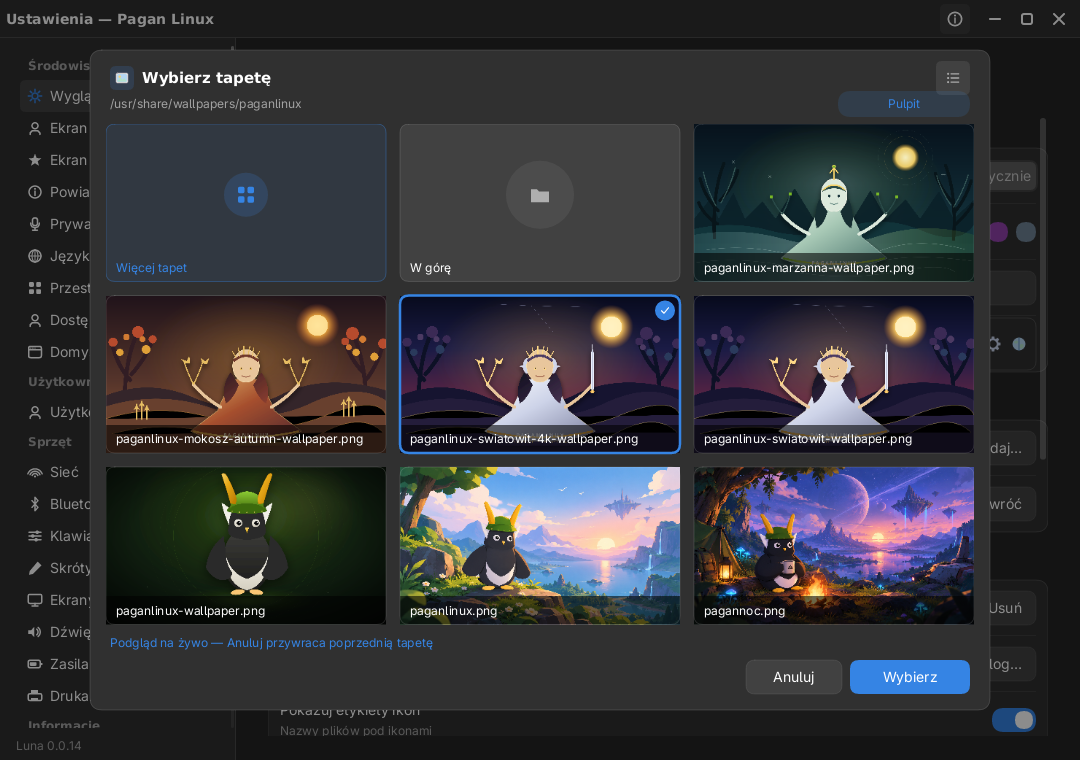 Ustawienia — Pagan Linux
Wybierz tapetę
/usr/share/wallpapers/paganlinux
Pulpit
Więcej tapet
W górę
paganlinux-marzanna-wallpaper.png
paganlinux-mokosz-autumn-wallpaper.png
paganlinux-swiatowit-4k-wallpaper.png
paganlinux-swiatowit-wallpaper.png
paganlinux-wallpaper.png
paganlinux.png
pagannoc.png
Podgląd na żywo — Anuluj przywraca poprzednią tapetę
Anuluj
Wybierz
Środowis
Wyglą
Ekran
Ekran
Powia
Prywa
Język
Przest
Dostę
Domy
Użytkown
Użytko
Sprzęt
Sieć
Blueto
Klawia
Skróty
Ekrany
Dźwię
Zasila
Druka
Informacje
Luna 0.0.14
ycznie
daj...
wróć
Usuń
log...
Pokazuj etykiety ikon
Nazwy plików pod ikonami